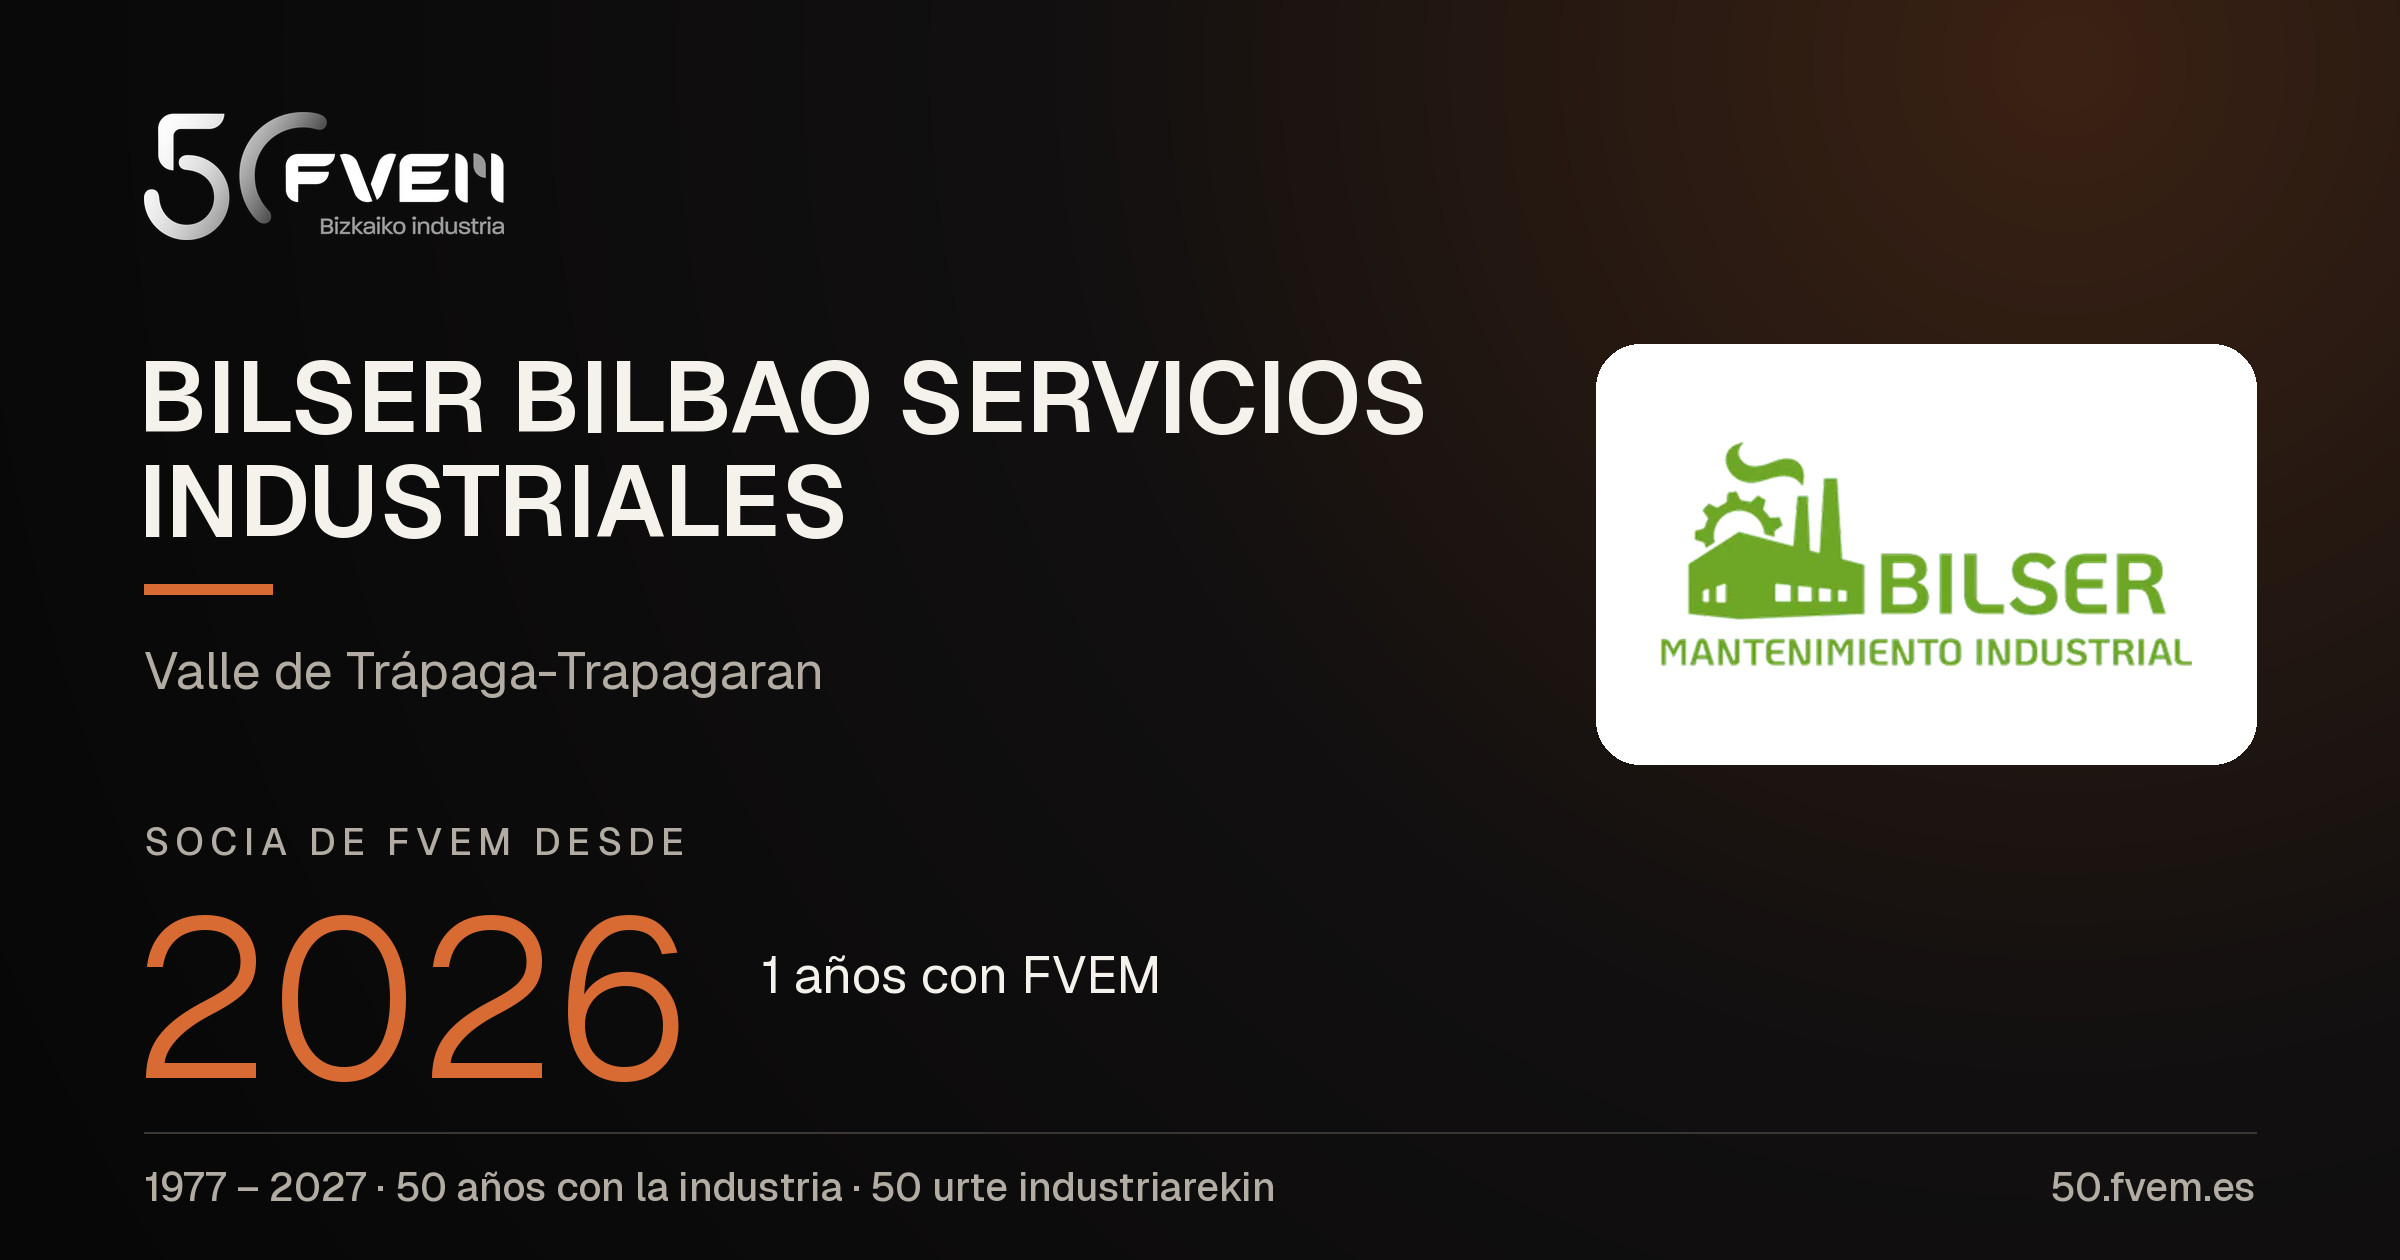 50 FVEM
Bizkaiko industria
BILSER BILBAO SERVICIOS
INDUSTRIALES
Valle de Trápaga-Trapagaran
BILSER
MANTENIMIENTO INDUSTRIAL
SOCIA DE FVEM DESDE
2026
1 años con FVEM
1977 – 2027 · 50 años con la industria · 50 urte industriarekin
50.fvem.es